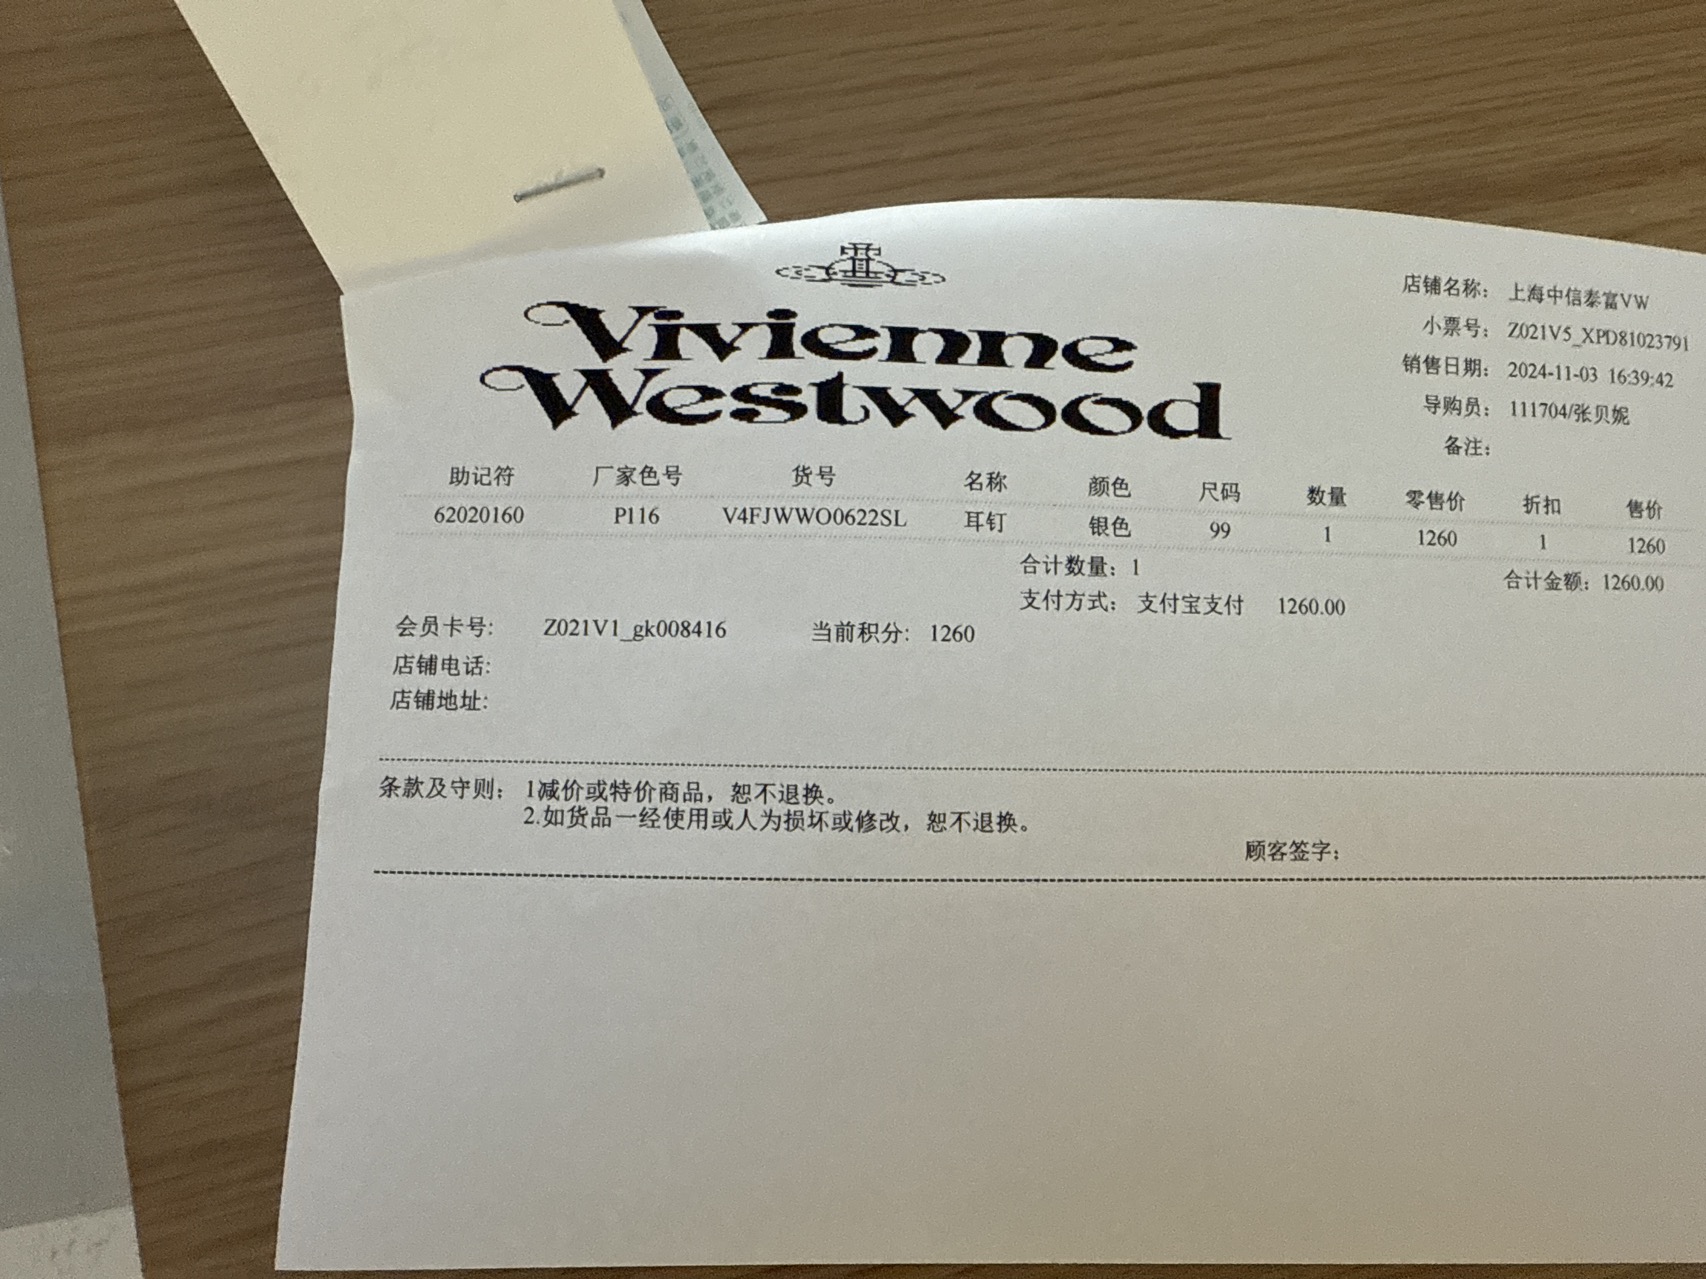 Vivienne
Westwood
店铺名称： 上海中信泰富VW
小票号： Z021V5_XPD81023791
销售日期： 2024-11-03 16:39:42
导购员： 111704/张贝妮
备注：
助记符 厂家色号 货号 名称 颜色 尺码 数量 零售价 折扣 售价
62020160 P116 V4FJWWO0622SL 耳钉 银色 99 1 1260 1 1260
合计数量：1 合计金额：1260.00
支付方式： 支付宝支付 1260.00
会员卡号: Z021V1_gk008416 当前积分: 1260
店铺电话:
店铺地址:
条款及守则：1减价或特价商品，恕不退换。
2.如货品一经使用或人为损坏或修改，恕不退换。
顾客签字：